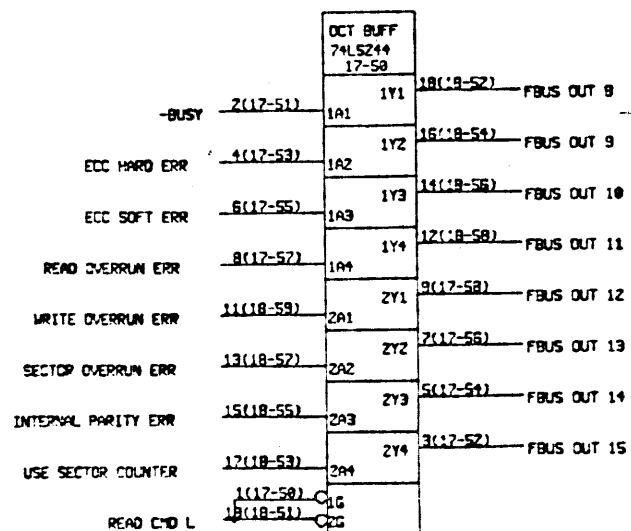 OCT BUFF
74LS244
17-50
-BUSY 2(17-51) 1A1 1Y1 18(18-52) FBUS OUT 8
ECC HARD ERR 4(17-53) 1A2 1Y2 16(18-54) FBUS OUT 9
ECC SOFT ERR 6(17-55) 1A3 1Y3 14(18-56) FBUS OUT 10
READ OVERRUN ERR 8(17-57) 1A4 1Y4 12(18-58) FBUS OUT 11
WRITE OVERRUN ERR 11(18-59) 2A1 2Y1 9(17-58) FBUS OUT 12
SECTOR OVERRUN ERR 13(18-57) 2A2 2Y2 7(17-56) FBUS OUT 13
INTERNAL PARITY ERR 15(18-55) 2A3 2Y3 5(17-54) FBUS OUT 14
USE SECTOR COUNTER 17(18-53) 2A4 2Y4 3(17-52) FBUS OUT 15
1(17-50) 1G
READ CMD L 19(18-51) 2G